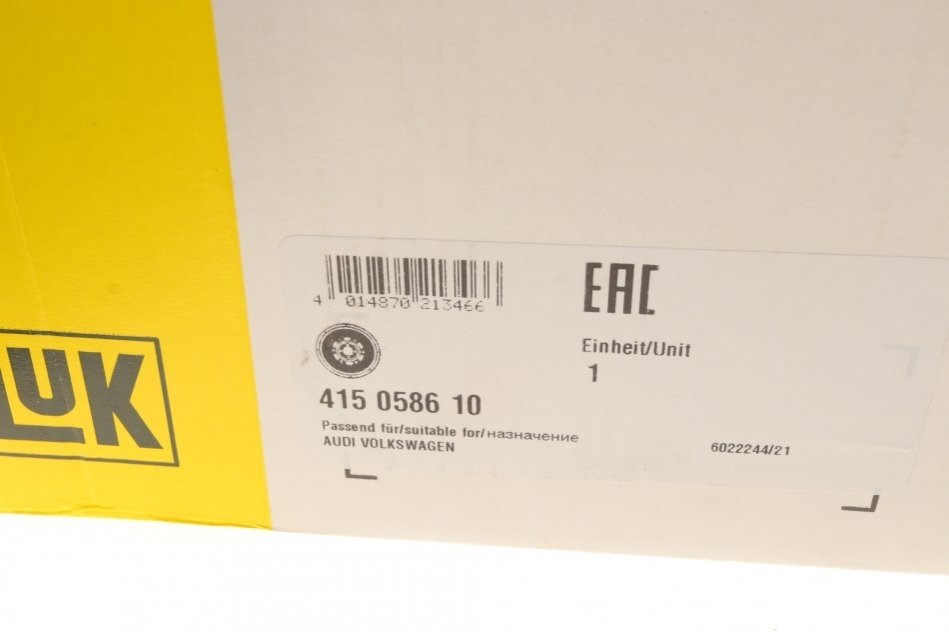 LUK
4 014870 213466
EAC
Einheit/Unit
1
415 0586 10
Passend für/suitable for/назначение
AUDI VOLKSWAGEN
6022244/21